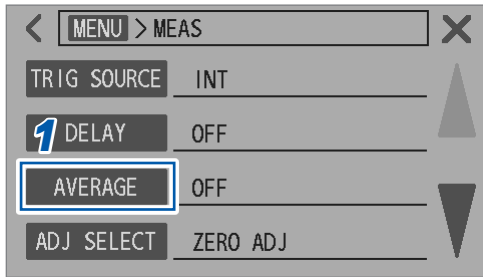 MENU > MEAS
TRIG SOURCE INT
1 DELAY OFF
AVERAGE OFF
ADJ SELECT ZERO ADJ